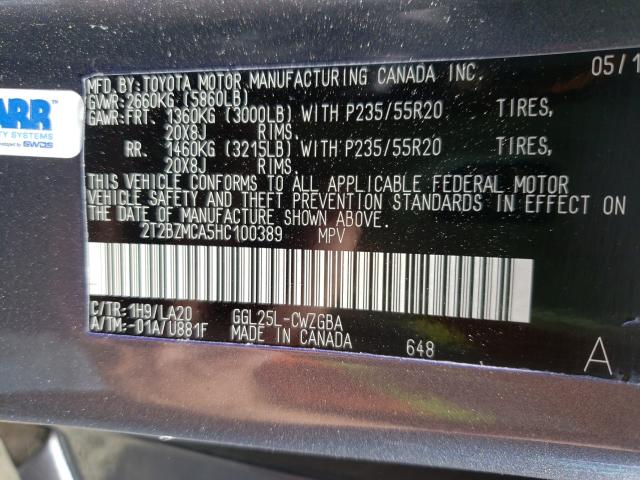 MFD.BY:TOYOTA MOTOR MANUFACTURING CANADA INC. 05/1
GVWR:2660KG (5860LB)
GAWR:FRT. 1360KG (3000LB) WITH P235/55R20 TIRES,
20X8J RIMS.
RR. 1460KG (3215LB) WITH P235/55R20 TIRES,
20X8J RIMS.
THIS VEHICLE CONFORMS TO ALL APPLICABLE FEDERAL MOTOR
VEHICLE SAFETY AND THEFT PREVENTION STANDARDS IN EFFECT ON
THE DATE OF MANUFACTURE SHOWN ABOVE.
2T2BZMCA5HC100389 MPV
C/TR:1H9/LA20 GGL25L-CWZGBA
A/TM:-01A/U881F MADE IN CANADA 648 A
ARR
TY SYSTEMS